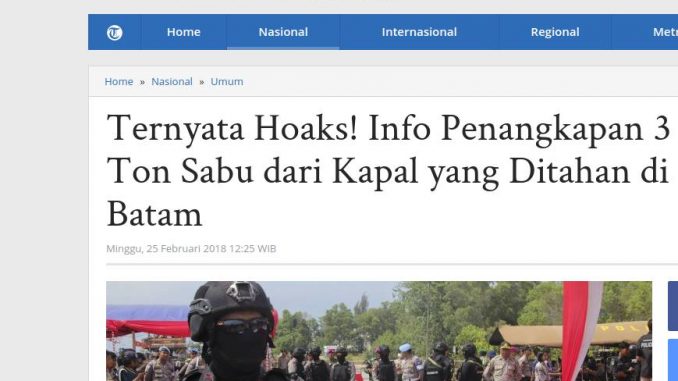 Home Nasional Internasional Regional
Home » Nasional » Umum
Ternyata Hoaks! Info Penangkapan 3
Ton Sabu dari Kapal yang Ditahan di
Batam
Minggu, 25 Februari 2018 12:25 WIB